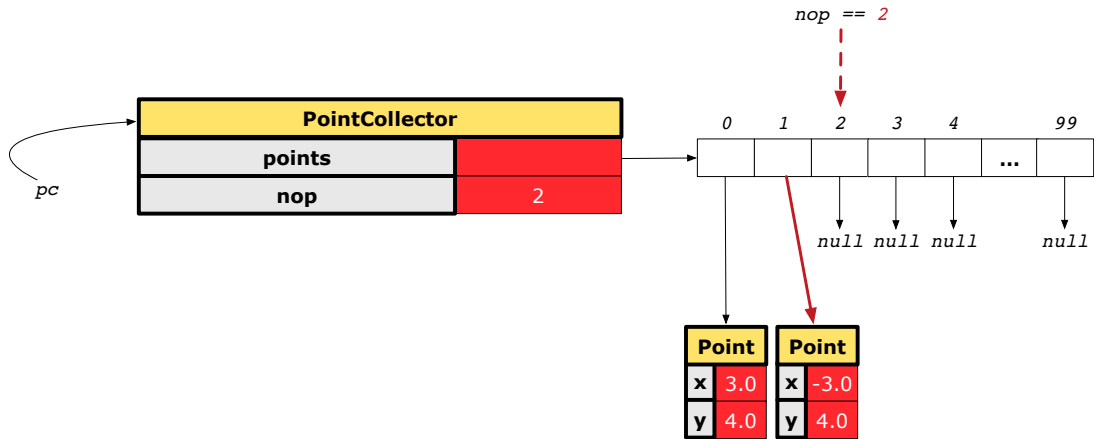 nop == 2
PointCollector
points
nop 2
pc
0 1 2 3 4 99
...
null null null null
Point Point
x 3.0 x -3.0
y 4.0 y 4.0